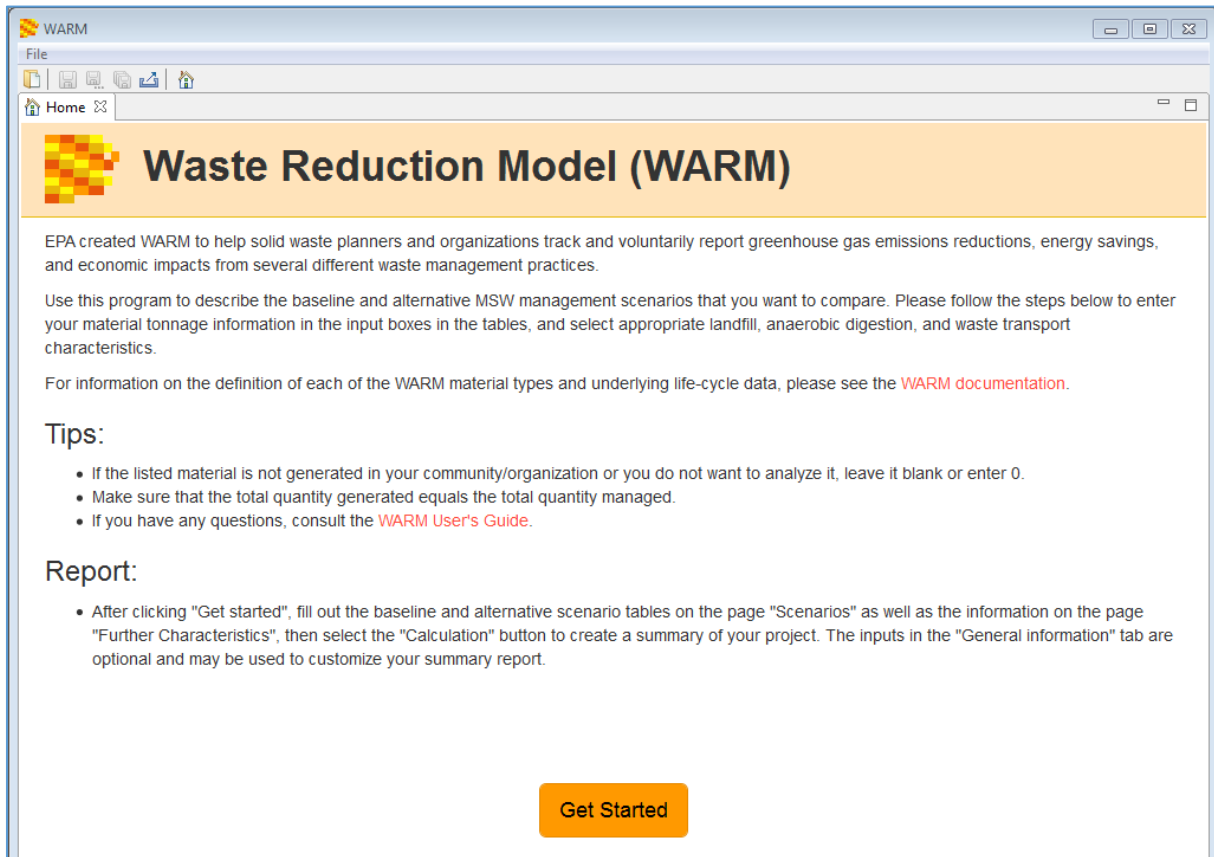 WARM
File
Home
Waste Reduction Model (WARM)
EPA created WARM to help solid waste planners and organizations track and voluntarily report greenhouse gas emissions reductions, energy savings,
and economic impacts from several different waste management practices.
Use this program to describe the baseline and alternative MSW management scenarios that you want to compare. Please follow the steps below to enter
your material tonnage information in the input boxes in the tables, and select appropriate landfill, anaerobic digestion, and waste transport
characteristics.
For information on the definition of each of the WARM material types and underlying life-cycle data, please see the WARM documentation.
Tips:
• If the listed material is not generated in your community/organization or you do not want to analyze it, leave it blank or enter 0.
• Make sure that the total quantity generated equals the total quantity managed.
• If you have any questions, consult the WARM User's Guide.
Report:
• After clicking "Get started", fill out the baseline and alternative scenario tables on the page "Scenarios" as well as the information on the page
"Further Characteristics", then select the "Calculation" button to create a summary of your project. The inputs in the "General information" tab are
optional and may be used to customize your summary report.
Get Started